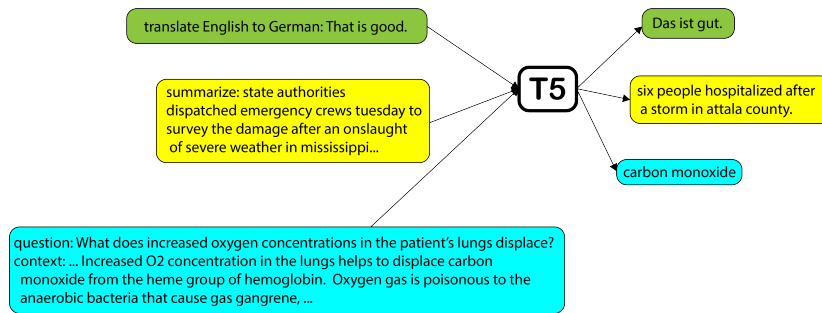 translate English to German: That is good.
summarize: state authorities
dispatched emergency crews tuesday to
survey the damage after an onslaught
of severe weather in mississippi...
question: What does increased oxygen concentrations in the patient's lungs displace?
context: ... Increased O2 concentration in the lungs helps to displace carbon
monoxide from the heme group of hemoglobin. Oxygen gas is poisonous to the
anaerobic bacteria that cause gas gangrene, ...
T5
Das ist gut.
six people hospitalized after
a storm in attala county.
carbon monoxide